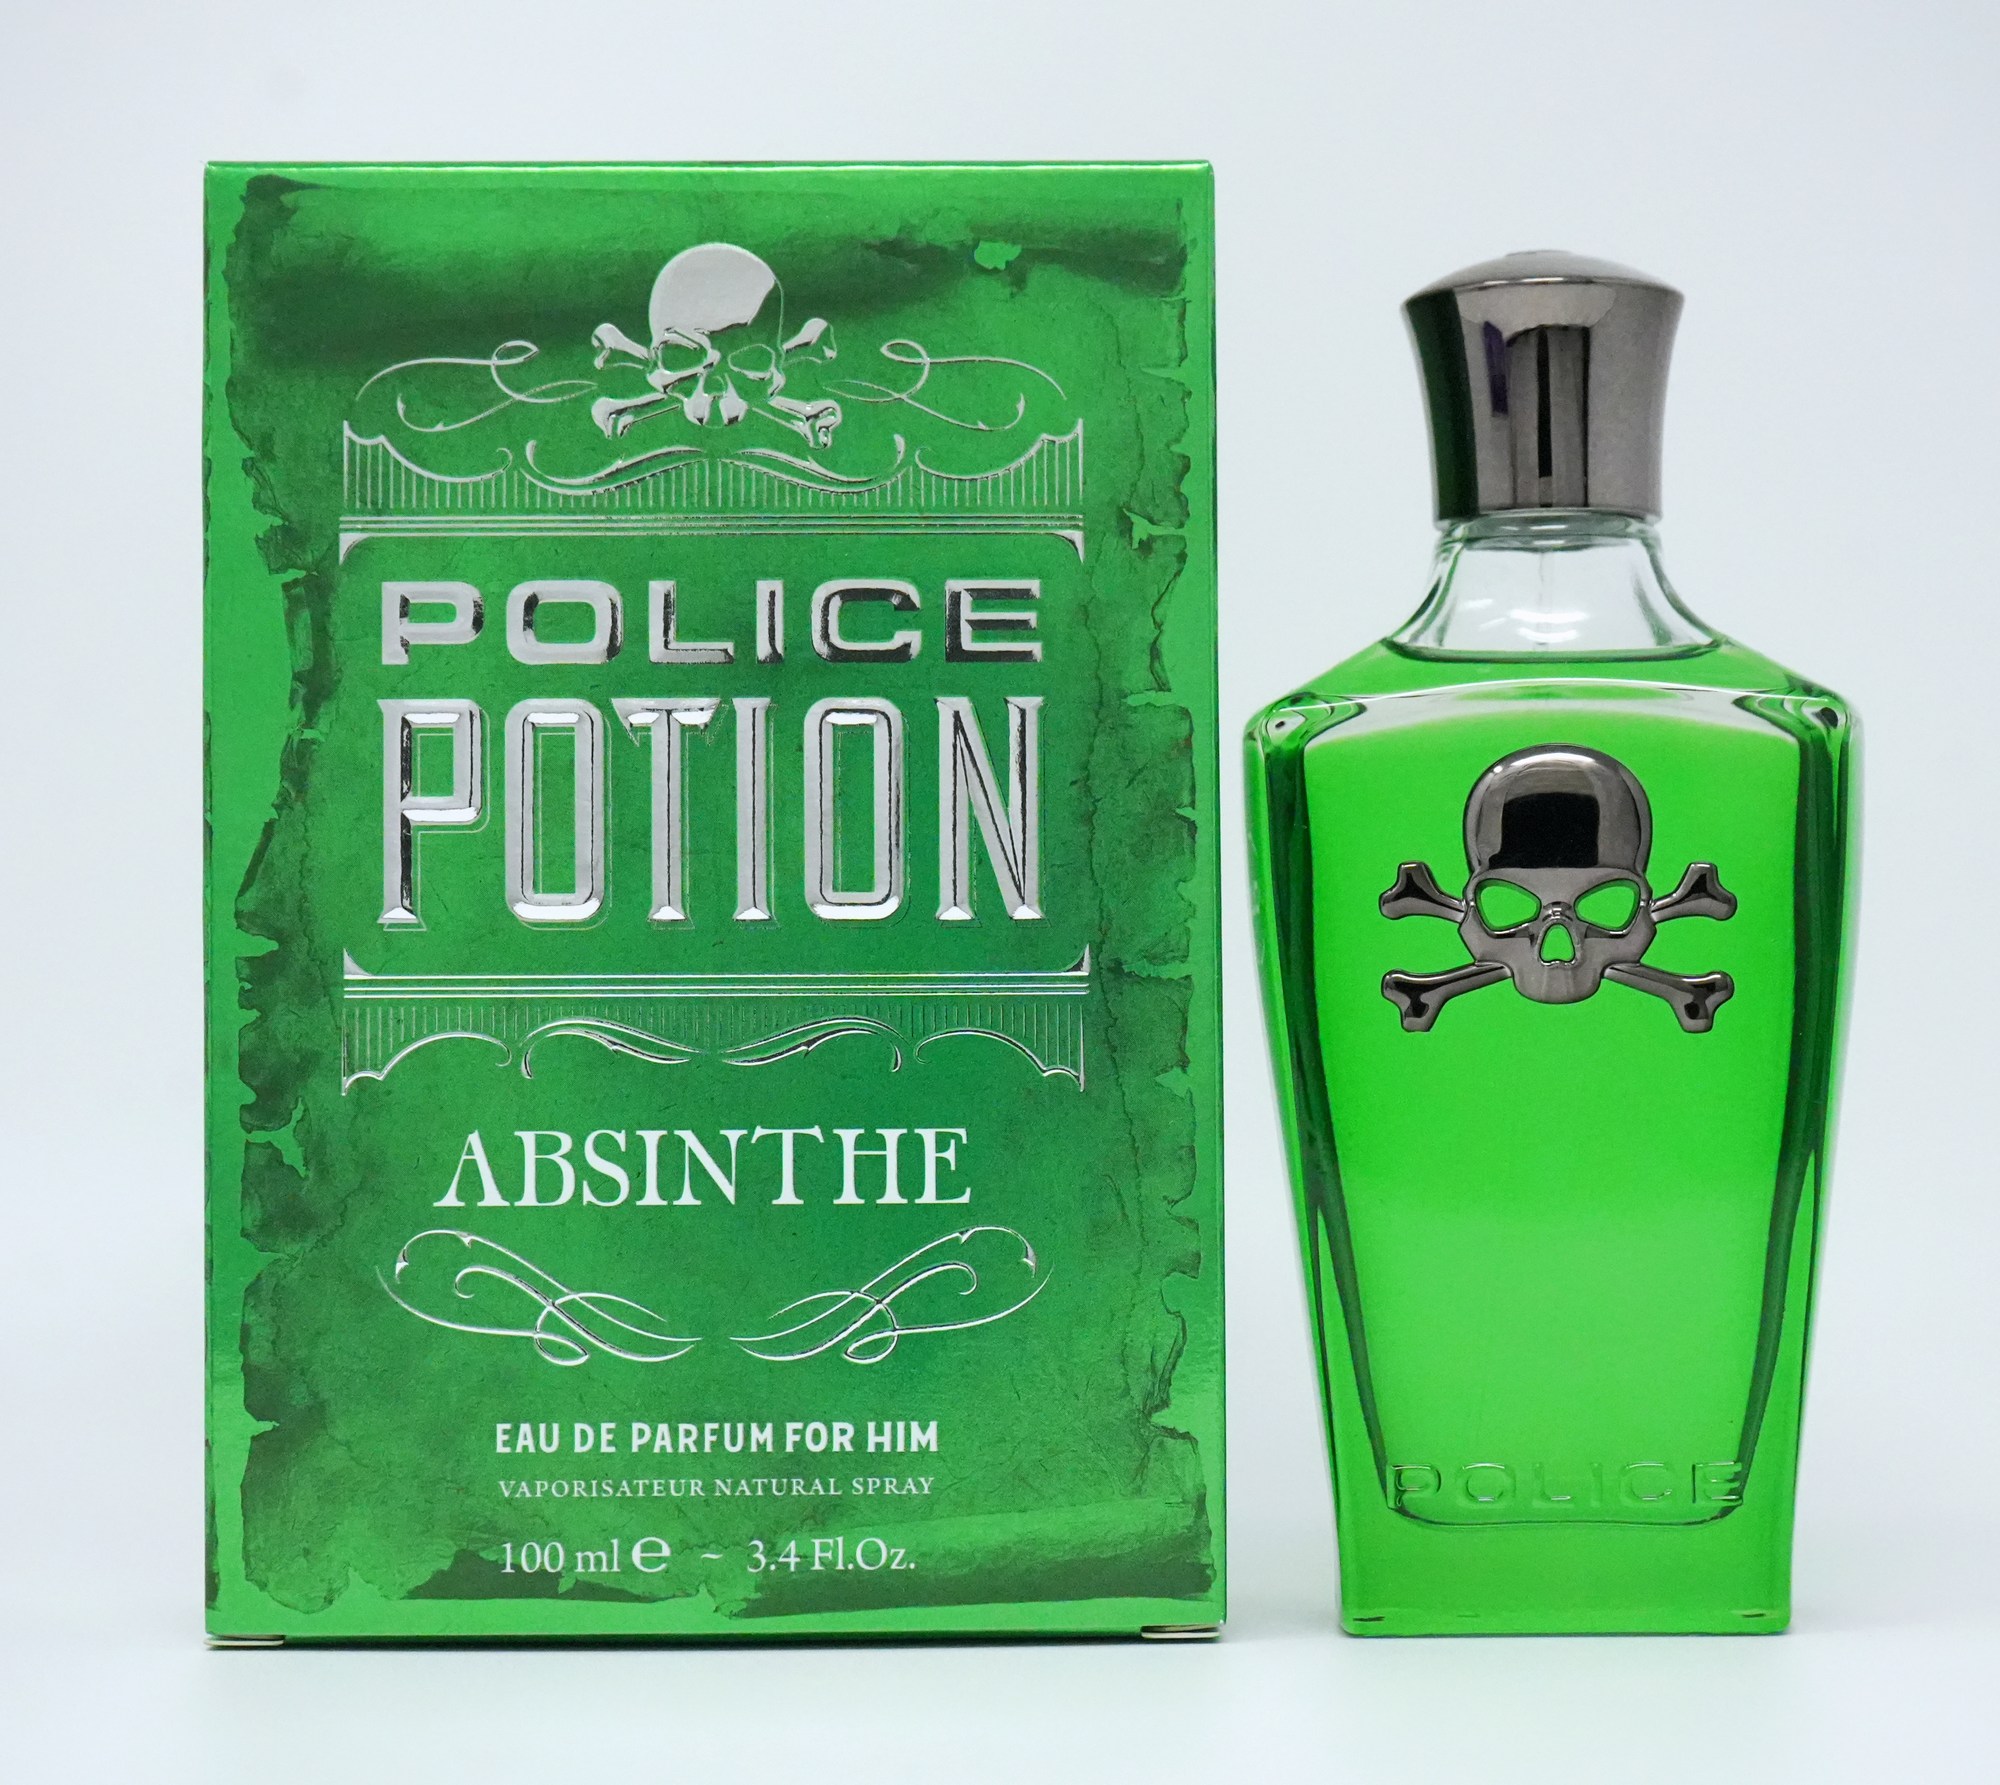 POLICE
POTION
ABSINTHE
EAU DE PARFUM FOR HIM
VAPORISATEUR NATURAL SPRAY
100 ml ℮ ~ 3.4 Fl.Oz.
POLICE